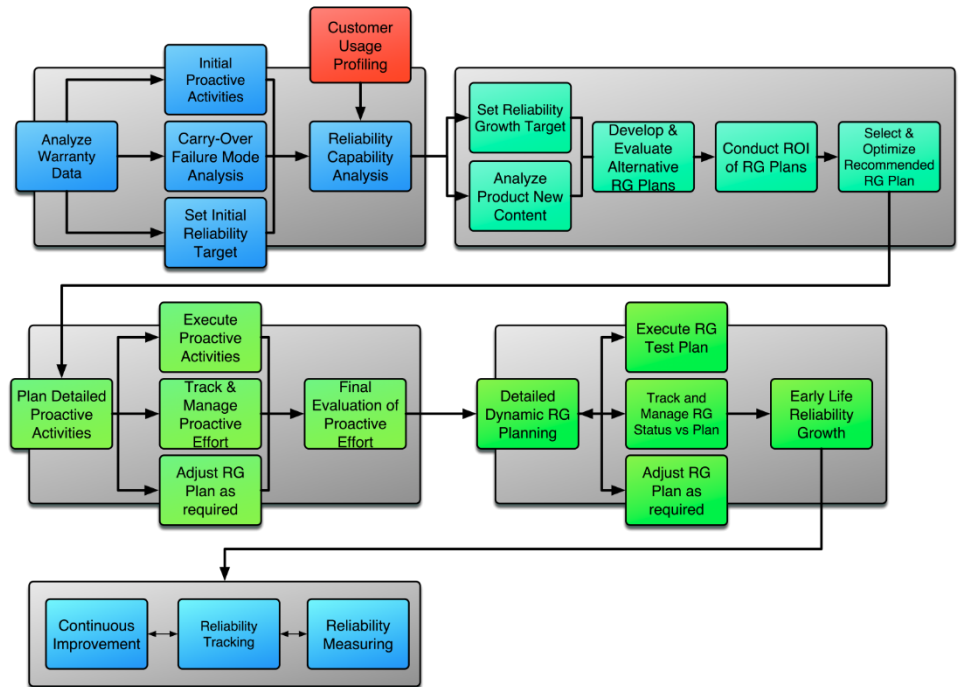 Customer
Usage
Profiling
Initial
Proactive
Activities
Analyze
Warranty
Data
Carry-Over
Failure Mode
Analysis
Set Initial
Reliability
Target
Reliability
Capability
Analysis
Set Reliability
Growth Target
Analyze
Product New
Content
Develop &
Evaluate
Alternative
RG Plans
Conduct ROI
of RG Plans
Select &
Optimize
Recommended
RG Plan
Plan Detailed
Proactive
Activities
Execute
Proactive
Activities
Track &
Manage
Proactive
Effort
Adjust RG
Plan as
required
Final
Evaluation of
Proactive
Effort
Detailed
Dynamic RG
Planning
Execute RG
Test Plan
Track and
Manage RG
Status vs Plan
Adjust RG
Plan as
required
Early Life
Reliability
Growth
Continuous
Improvement
Reliability
Tracking
Reliability
Measuring